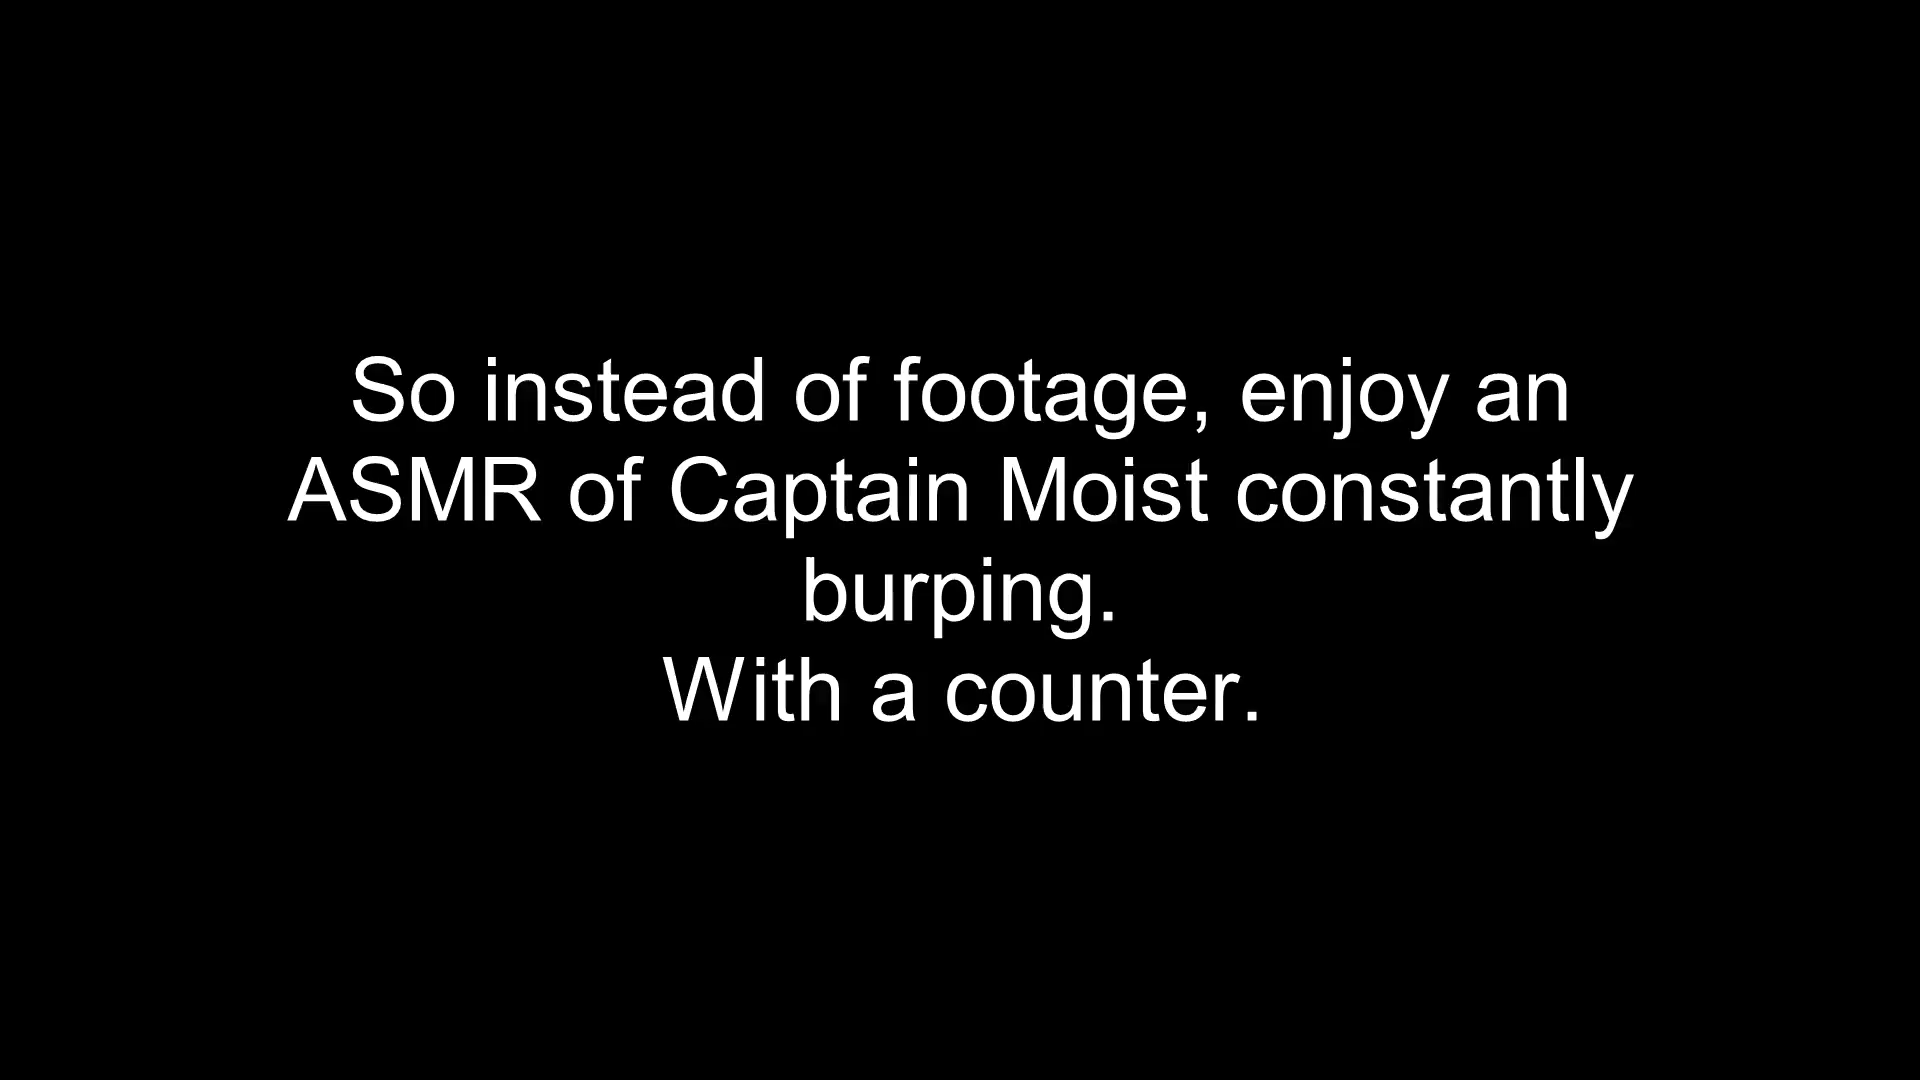 So instead of footage, enjoy an
ASMR of Captain Moist constantly
burping.
With a counter.